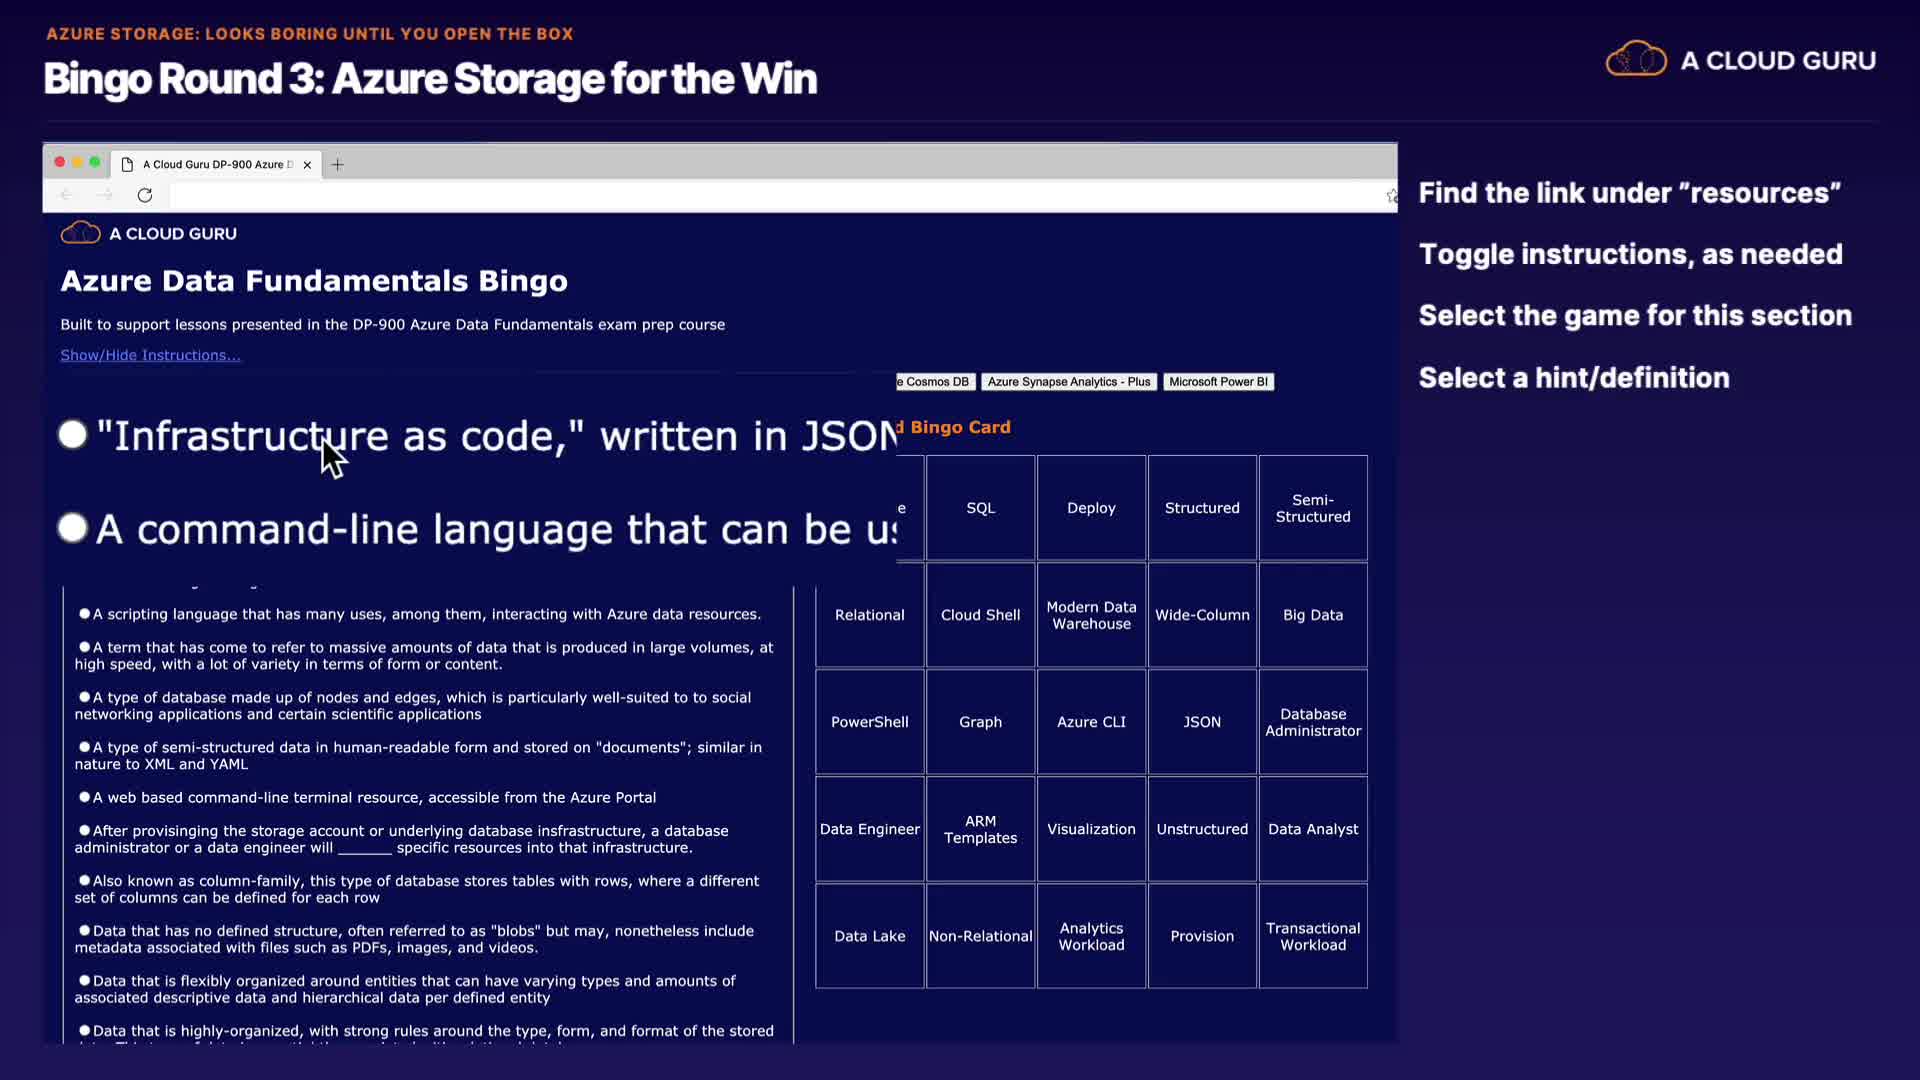 AZURE STORAGE: LOOKS BORING UNTIL YOU OPEN THE BOX
Bingo Round 3: Azure Storage for the Win
A CLOUD GURU
A Cloud Guru DP-900 Azure D
A CLOUD GURU
Azure Data Fundamentals Bingo
Built to support lessons presented in the DP-900 Azure Data Fundamentals exam prep course
Show/Hide Instructions...
e Cosmos DB
Azure Synapse Analytics - Plus
Microsoft Power BI
"Infrastructure as code," written in JSON
A command-line language that can be us
A scripting language that has many uses, among them, interacting with Azure data resources.
A term that has come to refer to massive amounts of data that is produced in large volumes, at
high speed, with a lot of variety in terms of form or content.
A type of database made up of nodes and edges, which is particularly well-suited to to social
networking applications and certain scientific applications
A type of semi-structured data in human-readable form and stored on "documents"; similar in
nature to XML and YAML
A web based command-line terminal resource, accessible from the Azure Portal
After provisinging the storage account or underlying database insfrastructure, a database
administrator or a data engineer will _______ specific resources into that infrastructure.
Also known as column-family, this type of database stores tables with rows, where a different
set of columns can be defined for each row
Data that has no defined structure, often referred to as "blobs" but may, nonetheless include
metadata associated with files such as PDFs, images, and videos.
Data that is flexibly organized around entities that can have varying types and amounts of
associated descriptive data and hierarchical data per defined entity
Data that is highly-organized, with strong rules around the type, form, and format of the stored
d Bingo Card
e
SQL
Deploy
Structured
Semi-
Structured
Relational
Cloud Shell
Modern Data
Warehouse
Wide-Column
Big Data
PowerShell
Graph
Azure CLI
JSON
Database
Administrator
Data Engineer
ARM
Templates
Visualization
Unstructured
Data Analyst
Data Lake
Non-Relational
Analytics
Workload
Provision
Transactional
Workload
Find the link under "resources"
Toggle instructions, as needed
Select the game for this section
Select a hint/definition